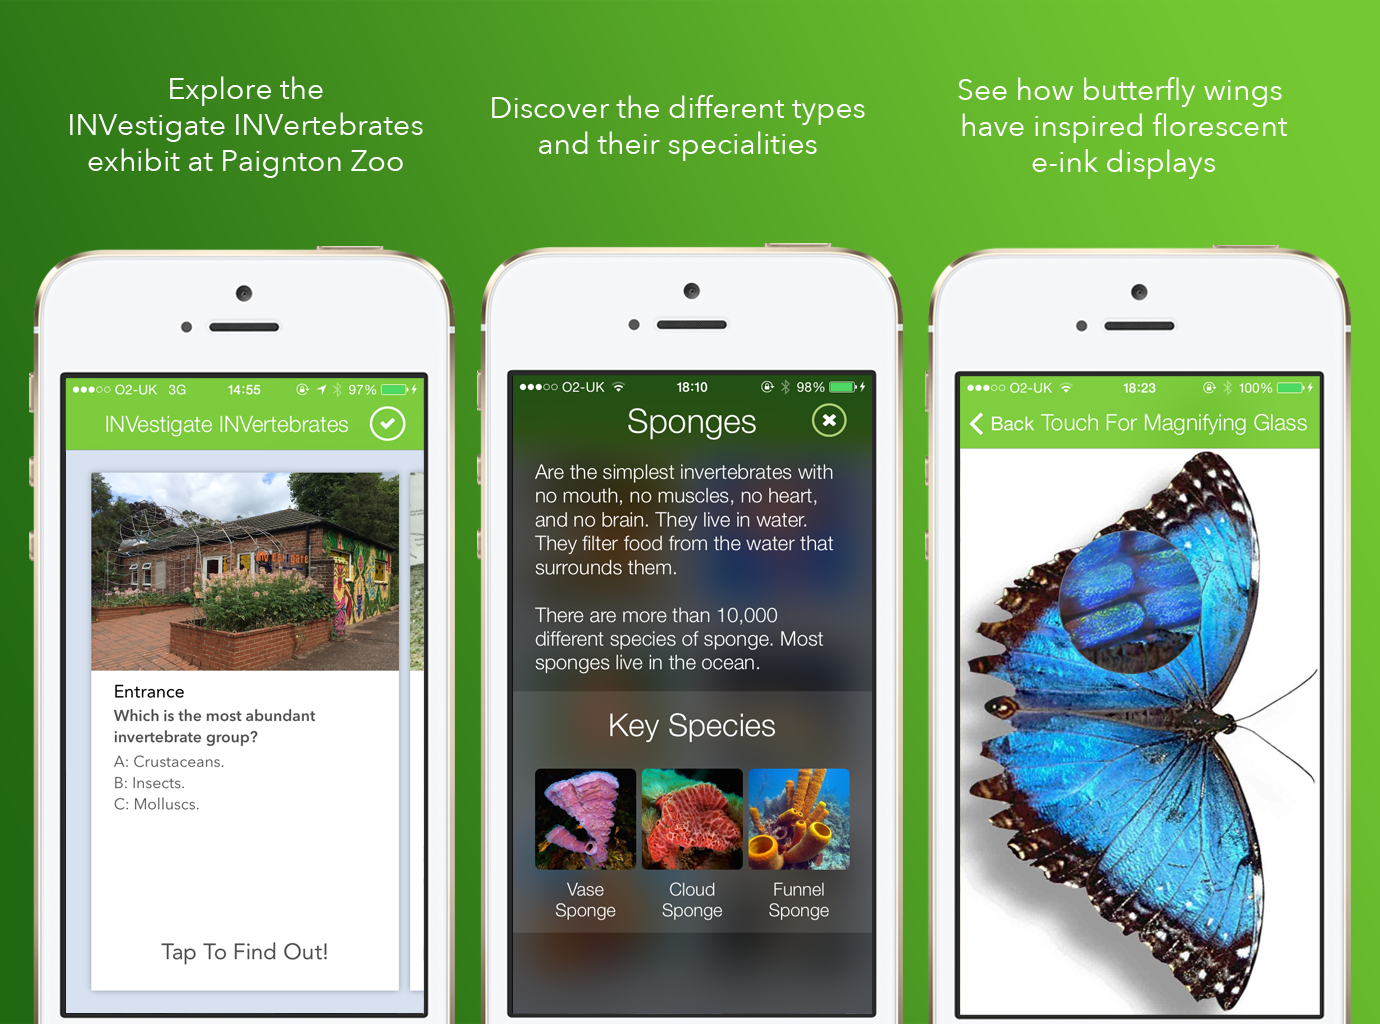 Explore the
INVestigate INVertebrates
exhibit at Paignton Zoo
Discover the different types
and their specialities
See how butterfly wings
have inspired florescent
e-ink displays
O2-UK 3G 14:55 97%
INVestigate INVertebrates
Entrance
Which is the most abundant
invertebrate group?
A: Crustaceans.
B: Insects.
C: Molluscs.
Tap To Find Out!
O2-UK 18:10 98%
Sponges
Are the simplest invertebrates with
no mouth, no muscles, no heart,
and no brain. They live in water.
They filter food from the water that
surrounds them.
There are more than 10,000
different species of sponge. Most
sponges live in the ocean.
Key Species
Vase
Sponge
Cloud
Sponge
Funnel
Sponge
O2-UK 18:23 100%
Back Touch For Magnifying Glass